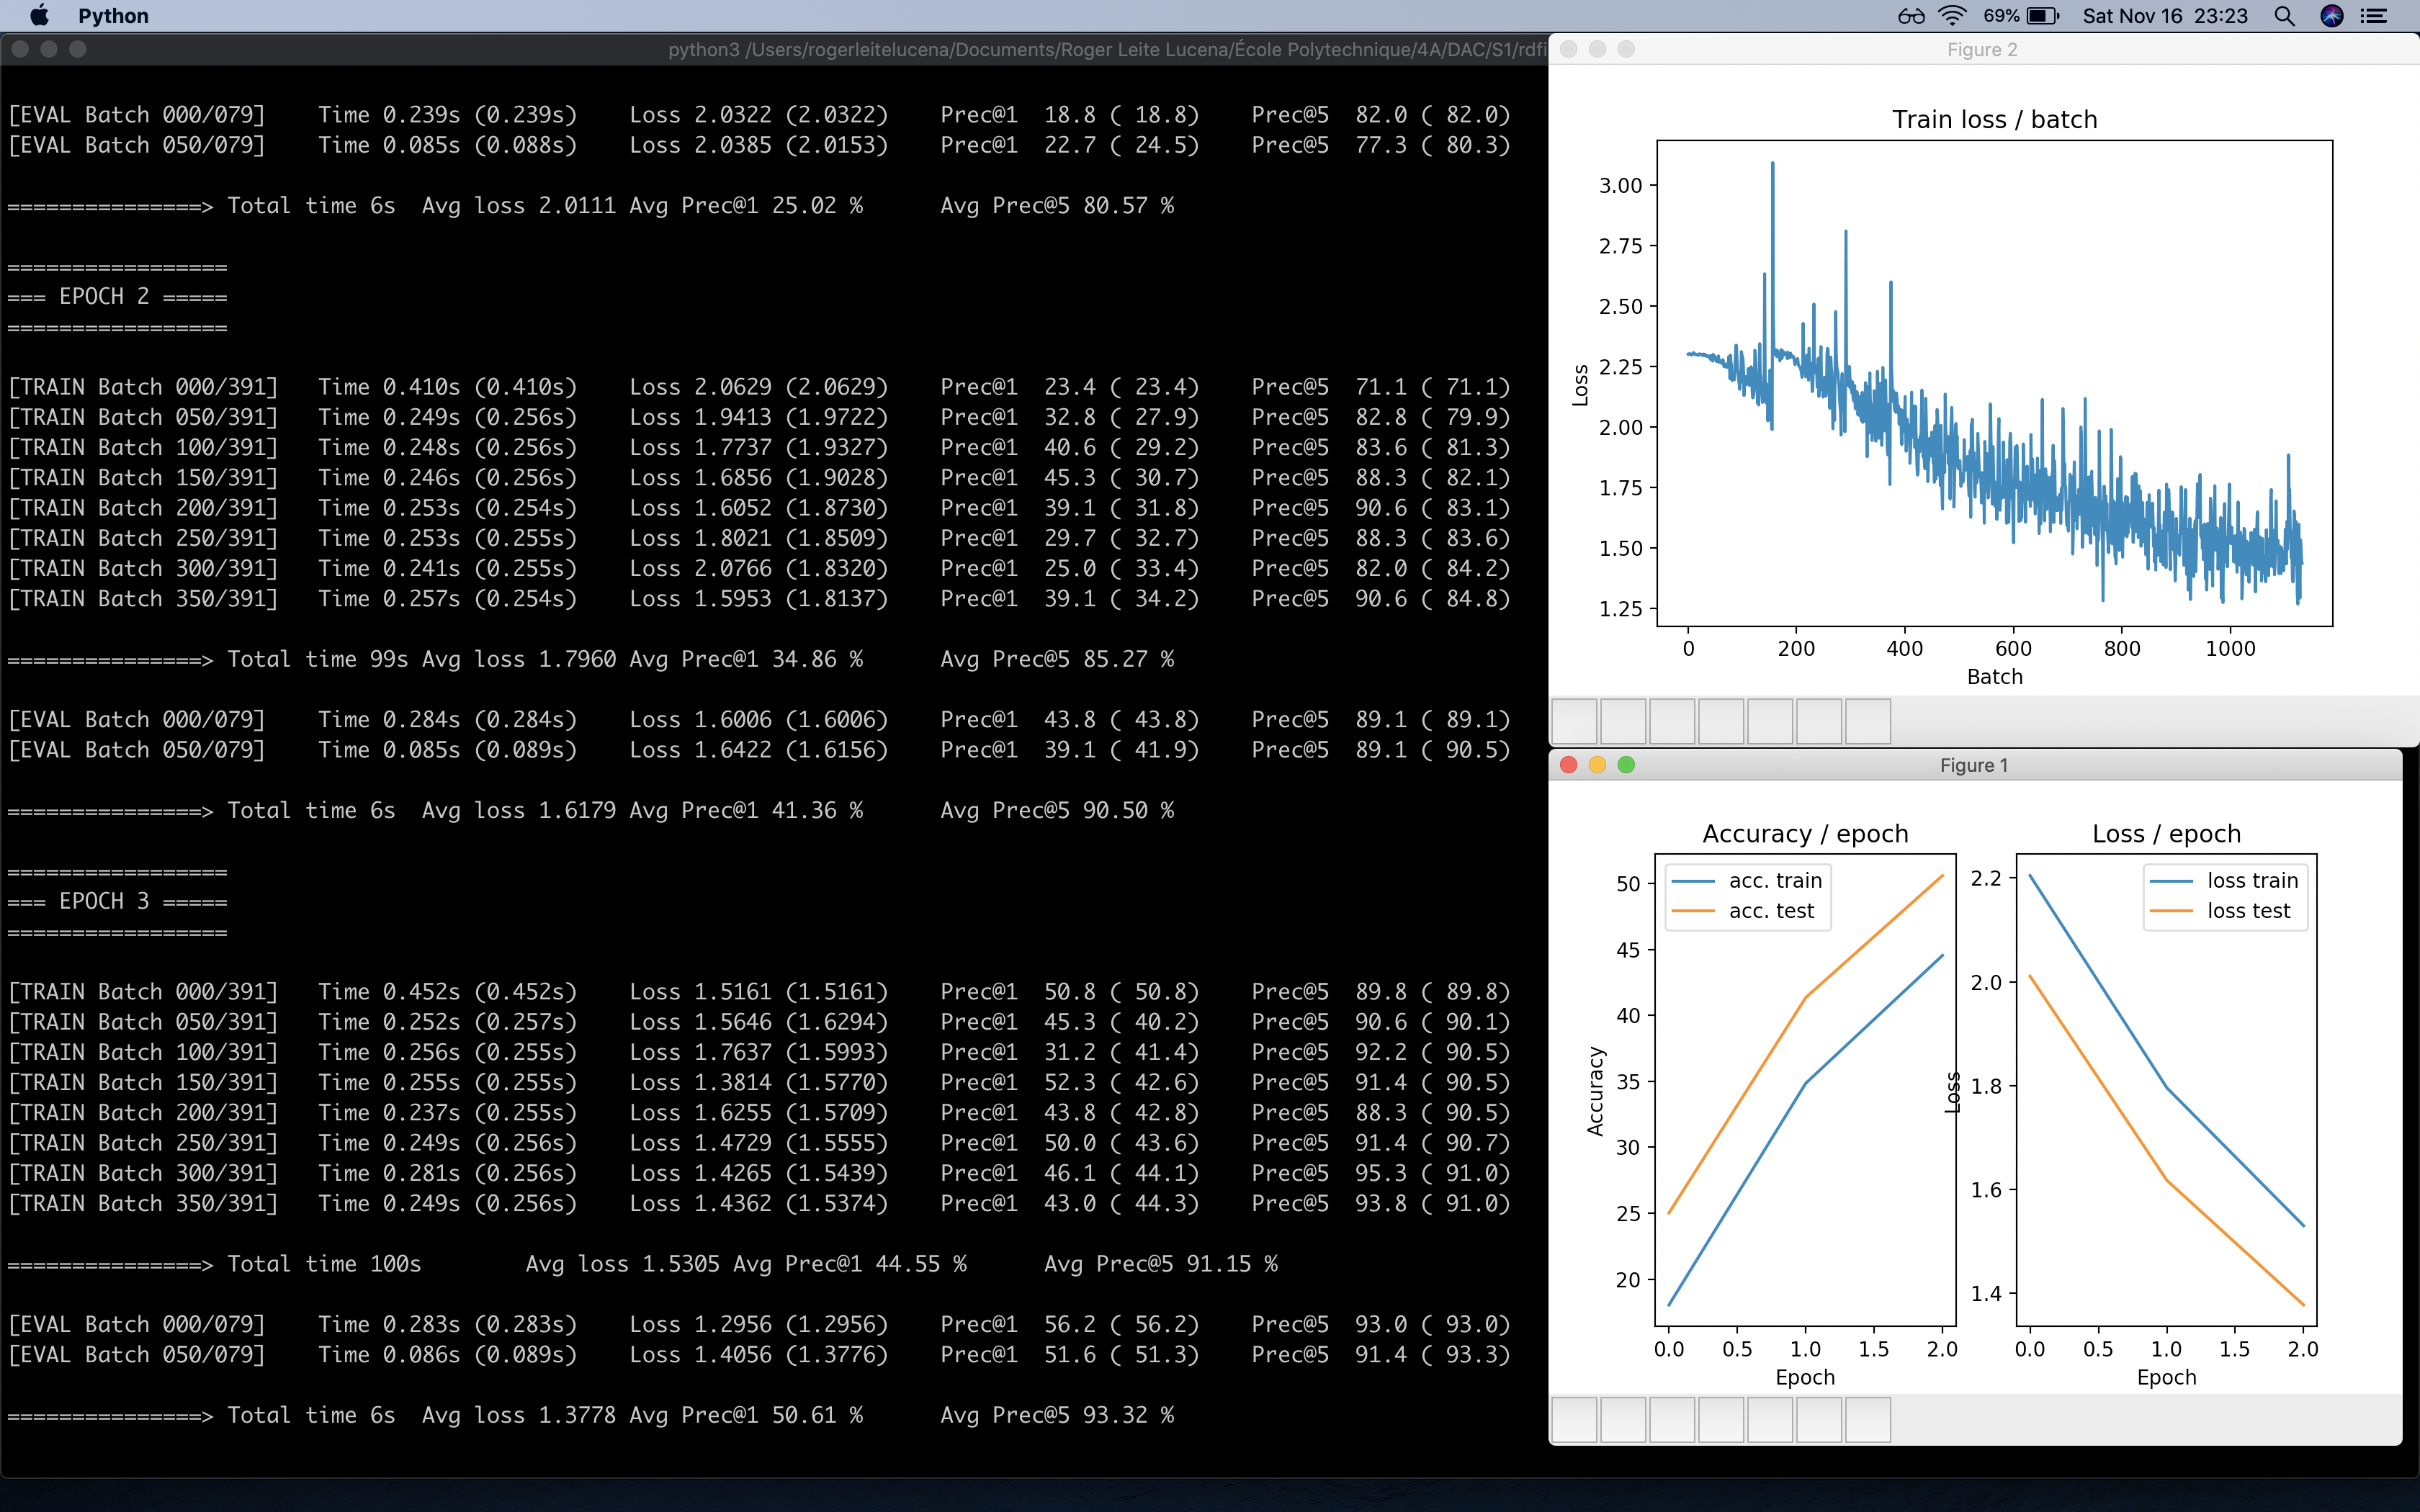 Python
69%
Sat Nov 16 23:23
python3 /Users/rogerleitelucena/Documents/Roger Leite Lucena/École Polytechnique/4A/DAC/S1/rdfi
[EVAL Batch 000/079] Time 0.239s (0.239s) Loss 2.0322 (2.0322) Prec@1 18.8 ( 18.8) Prec@5 82.0 ( 82.0)
[EVAL Batch 050/079] Time 0.085s (0.088s) Loss 2.0385 (2.0153) Prec@1 22.7 ( 24.5) Prec@5 77.3 ( 80.3)
===============> Total time 6s Avg loss 2.0111 Avg Prec@1 25.02 % Avg Prec@5 80.57 %
=================
=== EPOCH 2 =====
=================
[TRAIN Batch 000/391] Time 0.410s (0.410s) Loss 2.0629 (2.0629) Prec@1 23.4 ( 23.4) Prec@5 71.1 ( 71.1)
[TRAIN Batch 050/391] Time 0.249s (0.256s) Loss 1.9413 (1.9722) Prec@1 32.8 ( 27.9) Prec@5 82.8 ( 79.9)
[TRAIN Batch 100/391] Time 0.248s (0.256s) Loss 1.7737 (1.9327) Prec@1 40.6 ( 29.2) Prec@5 83.6 ( 81.3)
[TRAIN Batch 150/391] Time 0.246s (0.256s) Loss 1.6856 (1.9028) Prec@1 45.3 ( 30.7) Prec@5 88.3 ( 82.1)
[TRAIN Batch 200/391] Time 0.253s (0.254s) Loss 1.6052 (1.8730) Prec@1 39.1 ( 31.8) Prec@5 90.6 ( 83.1)
[TRAIN Batch 250/391] Time 0.253s (0.255s) Loss 1.8021 (1.8509) Prec@1 29.7 ( 32.7) Prec@5 88.3 ( 83.6)
[TRAIN Batch 300/391] Time 0.241s (0.255s) Loss 2.0766 (1.8320) Prec@1 25.0 ( 33.4) Prec@5 82.0 ( 84.2)
[TRAIN Batch 350/391] Time 0.257s (0.254s) Loss 1.5953 (1.8137) Prec@1 39.1 ( 34.2) Prec@5 90.6 ( 84.8)
===============> Total time 99s Avg loss 1.7960 Avg Prec@1 34.86 % Avg Prec@5 85.27 %
[EVAL Batch 000/079] Time 0.284s (0.284s) Loss 1.6006 (1.6006) Prec@1 43.8 ( 43.8) Prec@5 89.1 ( 89.1)
[EVAL Batch 050/079] Time 0.085s (0.089s) Loss 1.6422 (1.6156) Prec@1 39.1 ( 41.9) Prec@5 89.1 ( 90.5)
===============> Total time 6s Avg loss 1.6179 Avg Prec@1 41.36 % Avg Prec@5 90.50 %
=================
=== EPOCH 3 =====
=================
[TRAIN Batch 000/391] Time 0.452s (0.452s) Loss 1.5161 (1.5161) Prec@1 50.8 ( 50.8) Prec@5 89.8 ( 89.8)
[TRAIN Batch 050/391] Time 0.252s (0.257s) Loss 1.5646 (1.6294) Prec@1 45.3 ( 40.2) Prec@5 90.6 ( 90.1)
[TRAIN Batch 100/391] Time 0.256s (0.255s) Loss 1.7637 (1.5993) Prec@1 31.2 ( 41.4) Prec@5 92.2 ( 90.5)
[TRAIN Batch 150/391] Time 0.255s (0.255s) Loss 1.3814 (1.5770) Prec@1 52.3 ( 42.6) Prec@5 91.4 ( 90.5)
[TRAIN Batch 200/391] Time 0.237s (0.255s) Loss 1.6255 (1.5709) Prec@1 43.8 ( 42.8) Prec@5 88.3 ( 90.5)
[TRAIN Batch 250/391] Time 0.249s (0.256s) Loss 1.4729 (1.5555) Prec@1 50.0 ( 43.6) Prec@5 91.4 ( 90.7)
[TRAIN Batch 300/391] Time 0.281s (0.256s) Loss 1.4265 (1.5439) Prec@1 46.1 ( 44.1) Prec@5 95.3 ( 91.0)
[TRAIN Batch 350/391] Time 0.249s (0.256s) Loss 1.4362 (1.5374) Prec@1 43.0 ( 44.3) Prec@5 93.8 ( 91.0)
===============> Total time 100s Avg loss 1.5305 Avg Prec@1 44.55 % Avg Prec@5 91.15 %
[EVAL Batch 000/079] Time 0.283s (0.283s) Loss 1.2956 (1.2956) Prec@1 56.2 ( 56.2) Prec@5 93.0 ( 93.0)
[EVAL Batch 050/079] Time 0.086s (0.089s) Loss 1.4056 (1.3776) Prec@1 51.6 ( 51.3) Prec@5 91.4 ( 93.3)
===============> Total time 6s Avg loss 1.3778 Avg Prec@1 50.61 % Avg Prec@5 93.32 %
Figure 2
Train loss / batch
3.00
2.75
2.50
2.25
2.00
1.75
1.50
1.25
Loss
0 200 400 600 800 1000
Batch
Figure 1
Accuracy / epoch
acc. train
acc. test
50
45
40
35
30
25
20
Accuracy
0.0 0.5 1.0 1.5 2.0
Epoch
Loss / epoch
loss train
loss test
2.2
2.0
1.8
1.6
1.4
Loss
0.0 0.5 1.0 1.5 2.0
Epoch